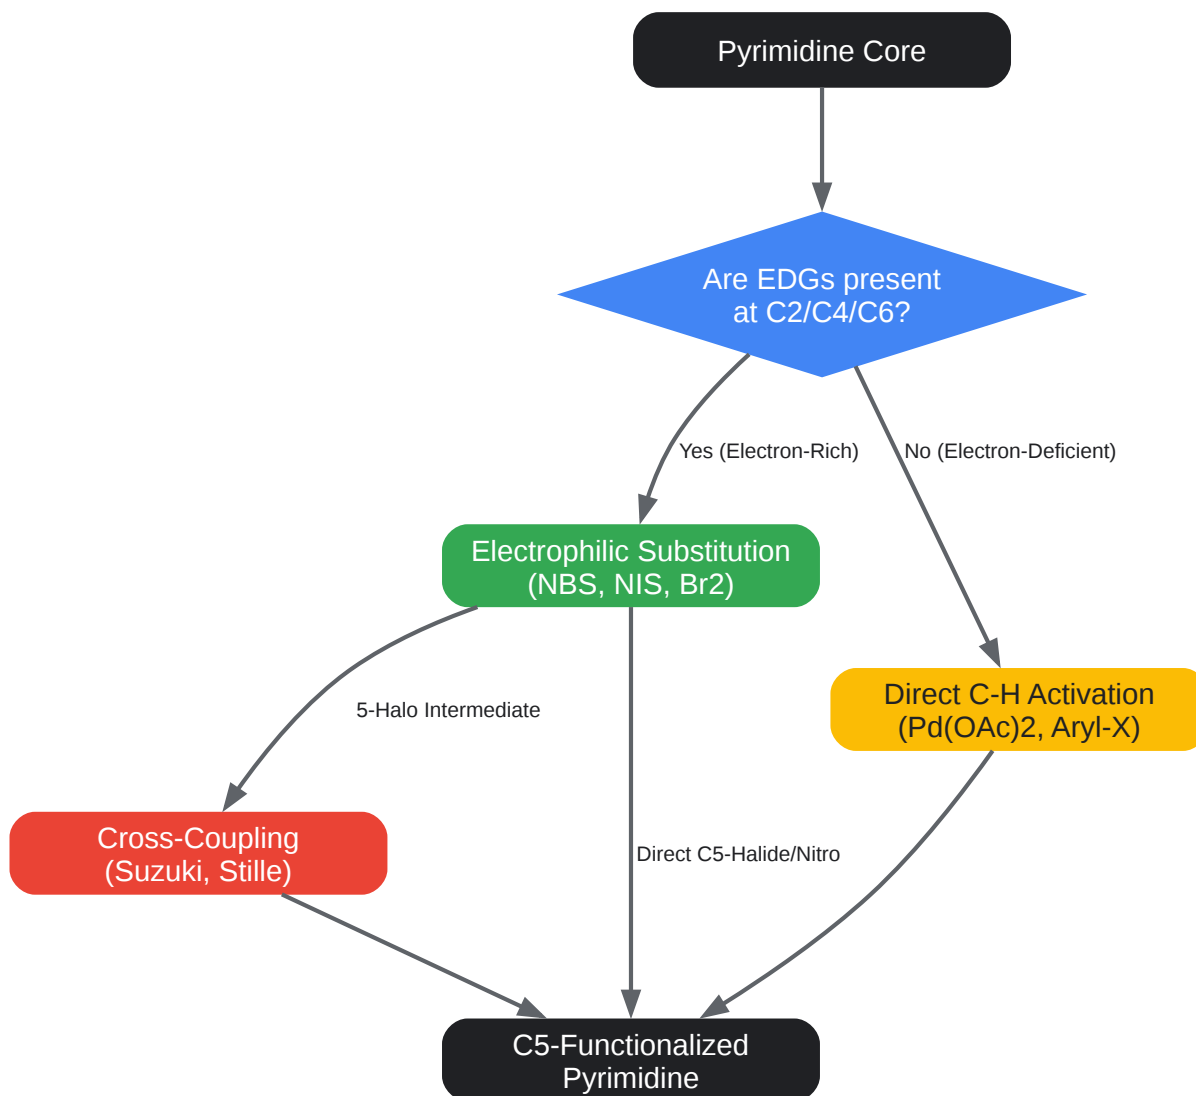 Pyrimidine Core
Are EDGs present
at C2/C4/C6?
Yes (Electron-Rich)
No (Electron-Deficient)
Electrophilic Substitution
(NBS, NIS, Br2)
Direct C-H Activation
(Pd(OAc)2, Aryl-X)
5-Halo Intermediate
Cross-Coupling
(Suzuki, Stille)
Direct C5-Halide/Nitro
C5-Functionalized
Pyrimidine